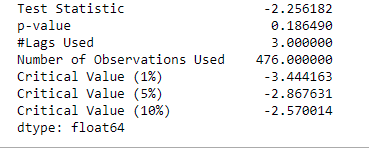 Test Statistic -2.256182
p-value 0.186490
#Lags Used 3.000000
Number of Observations Used 476.000000
Critical Value (1%) -3.444163
Critical Value (5%) -2.867631
Critical Value (10%) -2.570014
dtype: float64